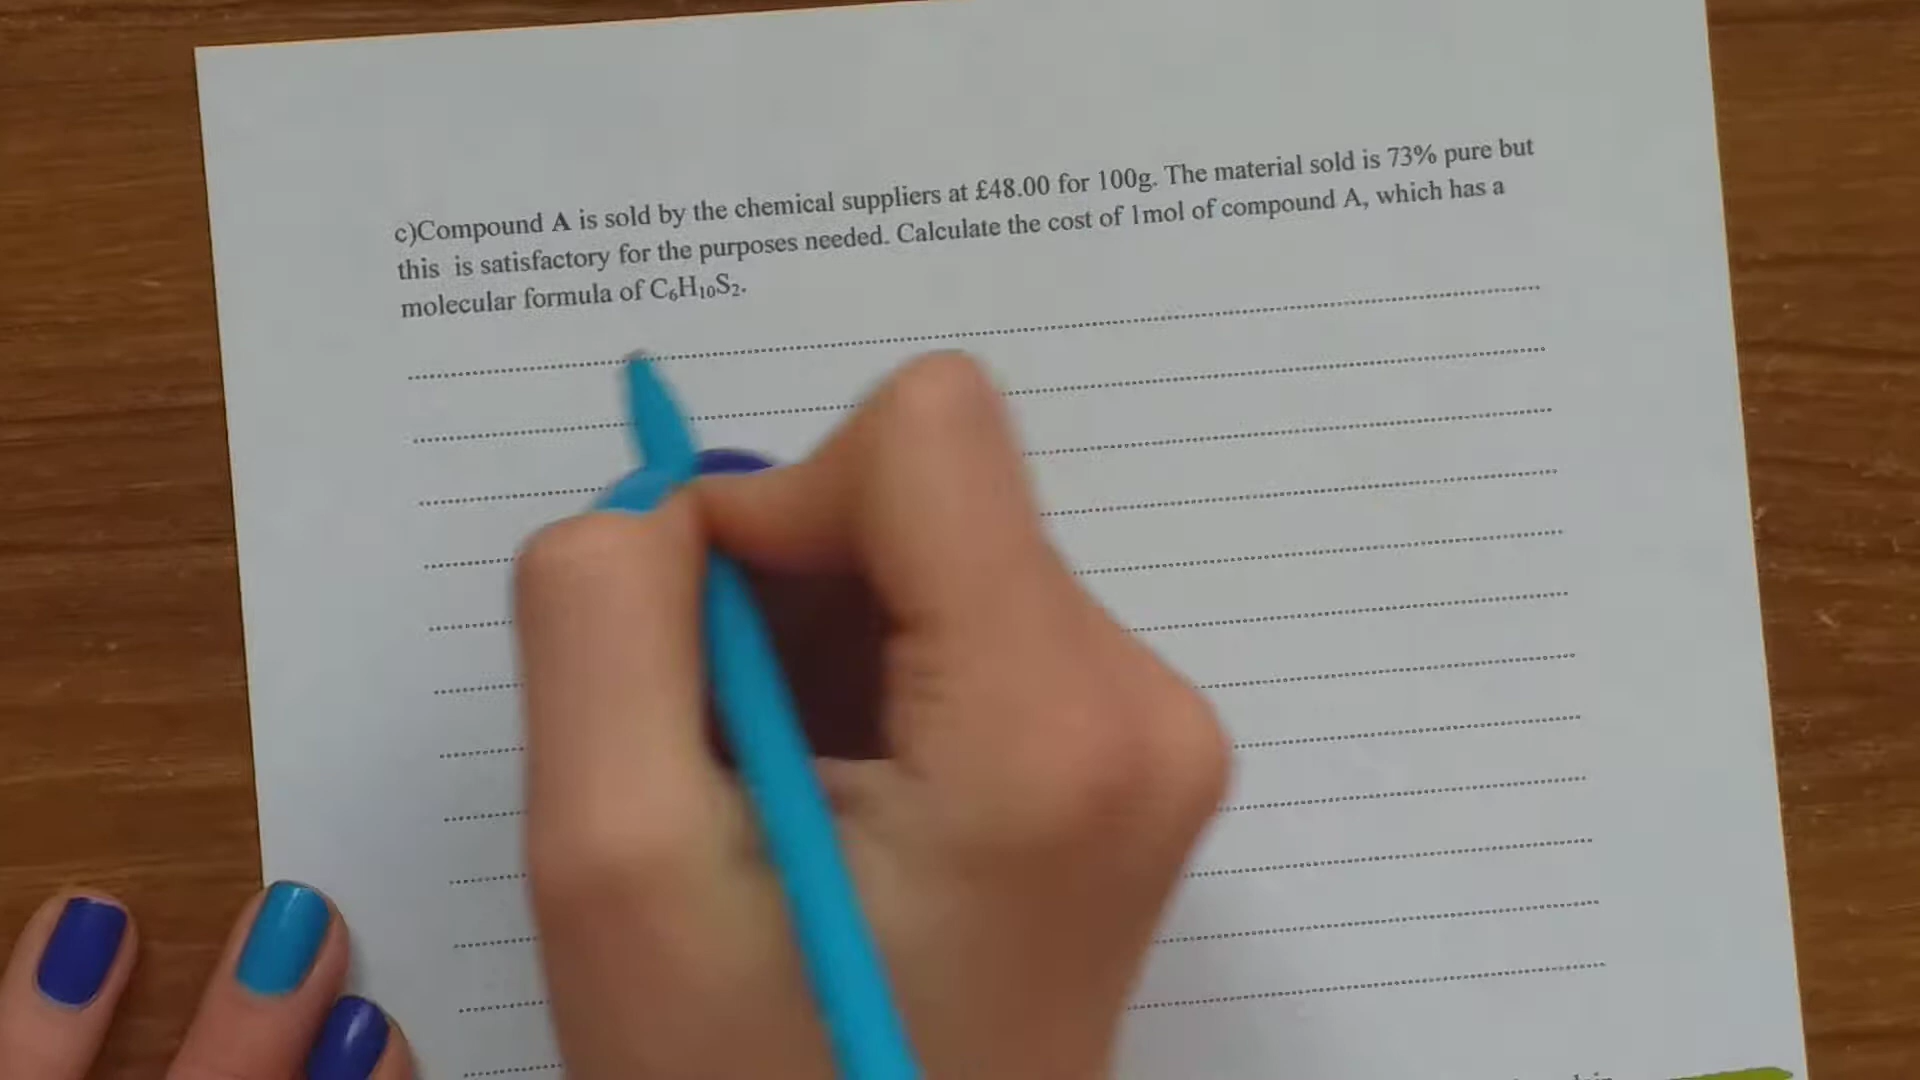 c)Compound A is sold by the chemical suppliers at £48.00 for 100g. The material sold is 73% pure but
this is satisfactory for the purposes needed. Calculate the cost of 1mol of compound A, which has a
molecular formula of C₆H₁₀S₂.